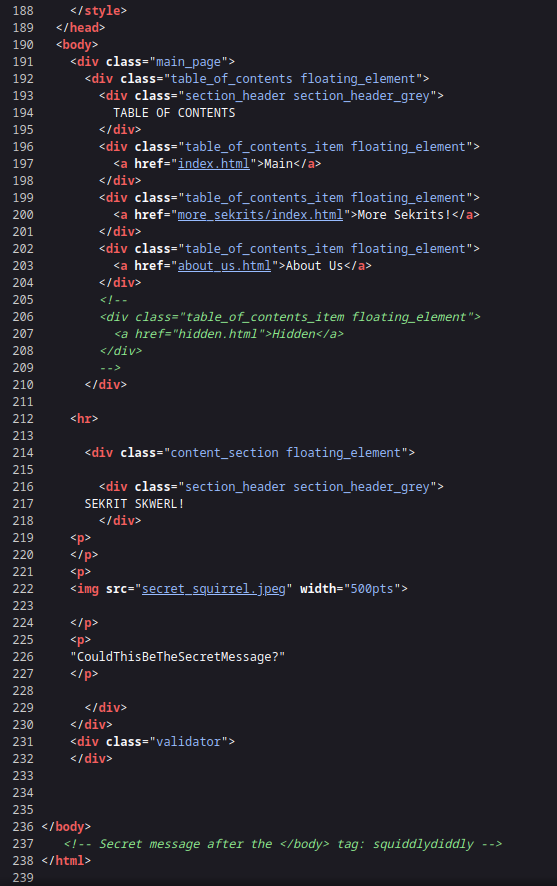 188 </style>
189 </head>
190 <body>
191 <div class="main_page">
192 <div class="table_of_contents floating_element">
193 <div class="section_header section_header_grey">
194 TABLE OF CONTENTS
195 </div>
196 <div class="table_of_contents_item floating_element">
197 <a href="index.html">Main</a>
198 </div>
199 <div class="table_of_contents_item floating_element">
200 <a href="more_sekrits/index.html">More Sekrits!</a>
201 </div>
202 <div class="table_of_contents_item floating_element">
203 <a href="about_us.html">About Us</a>
204 </div>
205 <!--
206 <div class="table_of_contents_item floating_element">
207 <a href="hidden.html">Hidden</a>
208 </div>
209 -->
210 </div>
211
212 <hr>
213
214 <div class="content_section floating_element">
215
216 <div class="section_header section_header_grey">
217 SEKRIT SKWERL!
218 </div>
219 <p>
220 </p>
221 <p>
222 <img src="secret_squirrel.jpeg" width="500pts">
223
224 </p>
225 <p>
226 "CouldThisBeTheSecretMessage?"
227 </p>
228
229 </div>
230 </div>
231 <div class="validator">
232 </div>
233
234
235
236 </body>
237 <!-- Secret message after the </body> tag: squiddlydiddly -->
238 </html>
239